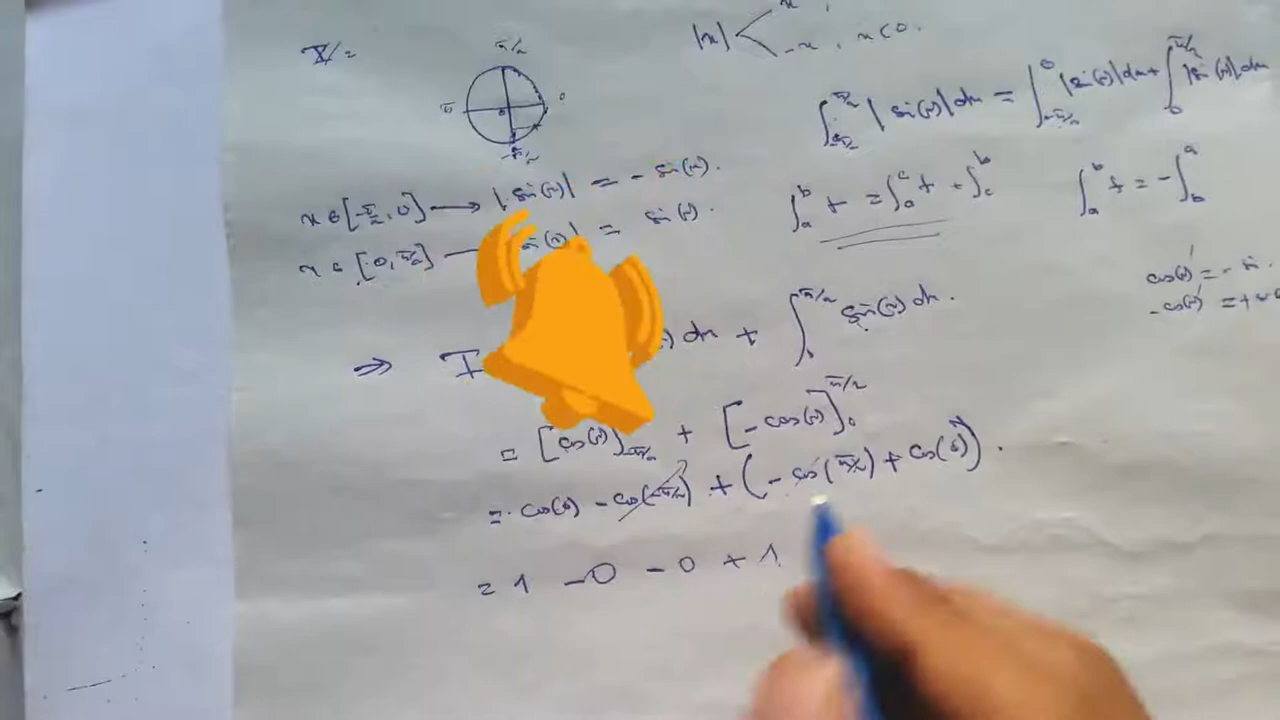 |x| < x,
-x, x<0.
π/2
π 0 0
-π/2
∫_{-π/2}^{π/2} |sin(x)|dx = ∫_{-π/2}^{0} |sin(x)|dx + ∫_{0}^{π/2} |sin(x)|dx
x ∈ [-π/2, 0] → |sin(x)| = - sin(x).
∫_a^b f = ∫_a^c f + ∫_c^b ∫_a^b f = -∫_b^a
x ∈ [0, π/2] sin(x)| = sin(x).
cos(x)' = -
-cos(x)' = +
⇒ I ) dx + ∫_0^{π/2} sin(x) dx.
= [cos(x)]_{-π/2} + [-cos(x)]_0^{π/2}
= cos(0) - cos(-π/2) + (-cos(π/2) + cos(0)).
= 1 - 0 - 0 + 1